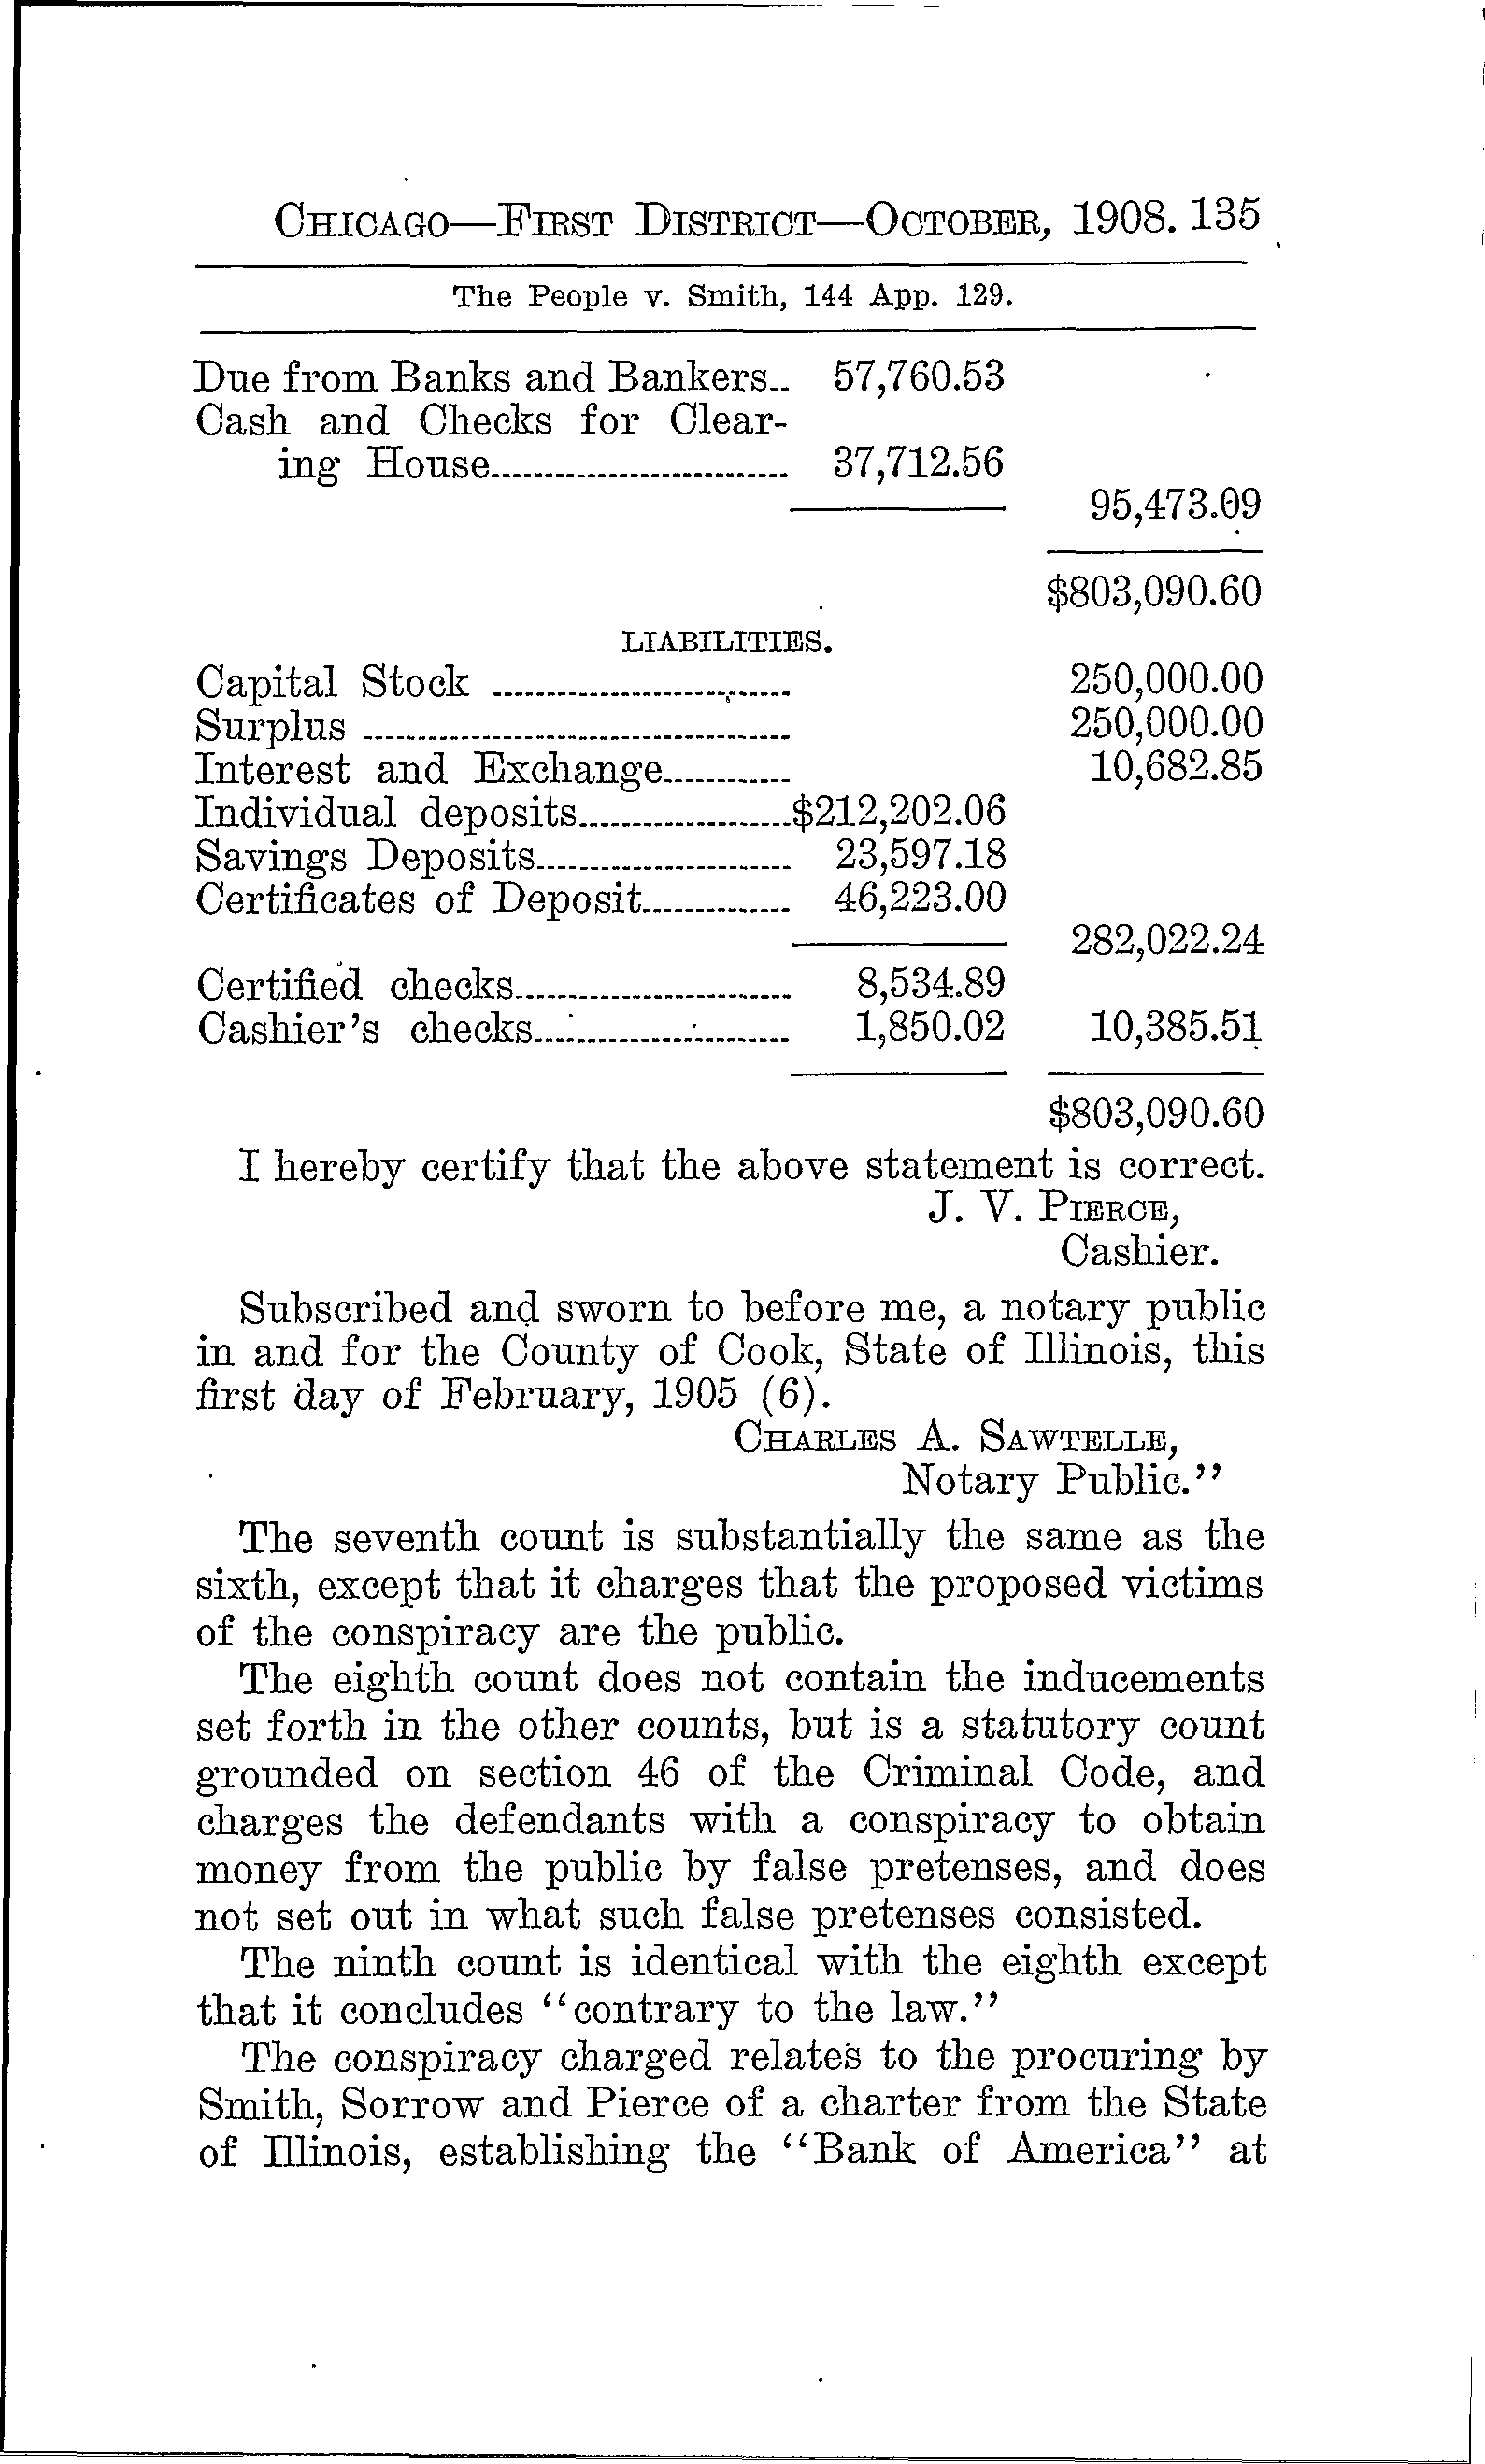 CHICAGO—FIRST DISTRICT—OCTOBER, 1908. 135
The People v. Smith, 144 App. 129.
Due from Banks and Bankers.. 57,760.53
Cash and Checks for Clear-
ing House............................ 37,712.56
95,473.09
$803,090.60
LIABILITIES.
Capital Stock ............................ 250,000.00
Surplus ........................................ 250,000.00
Interest and Exchange............ 10,682.85
Individual deposits....................$212,202.06
Savings Deposits........................ 23,597.18
Certificates of Deposit.............. 46,223.00
282,022.24
Certified checks.......................... 8,534.89
Cashier's checks........................ 1,850.02 10,385.51
$803,090.60
I hereby certify that the above statement is correct.
J. V. PIERCE,
Cashier.
Subscribed and sworn to before me, a notary public
in and for the County of Cook, State of Illinois, this
first day of February, 1905 (6).
CHARLES A. SAWTELLE,
Notary Public."
The seventh count is substantially the same as the
sixth, except that it charges that the proposed victims
of the conspiracy are the public.
The eighth count does not contain the inducements
set forth in the other counts, but is a statutory count
grounded on section 46 of the Criminal Code, and
charges the defendants with a conspiracy to obtain
money from the public by false pretenses, and does
not set out in what such false pretenses consisted.
The ninth count is identical with the eighth except
that it concludes "contrary to the law."
The conspiracy charged relates to the procuring by
Smith, Sorrow and Pierce of a charter from the State
of Illinois, establishing the "Bank of America" at